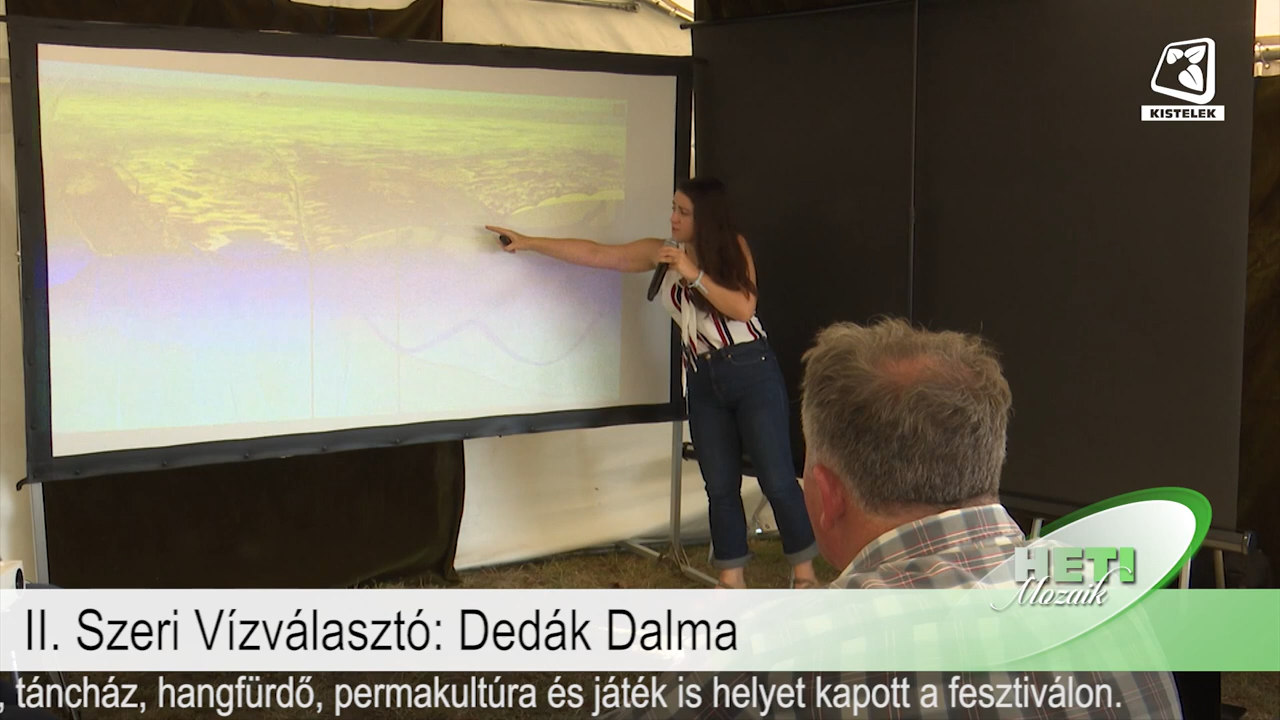 KISTELEK
HETI
Mozaik
II. Szeri Vízválasztó: Dedák Dalma
, táncház, hangfürdő, permakultúra és játék is helyet kapott a fesztiválon.